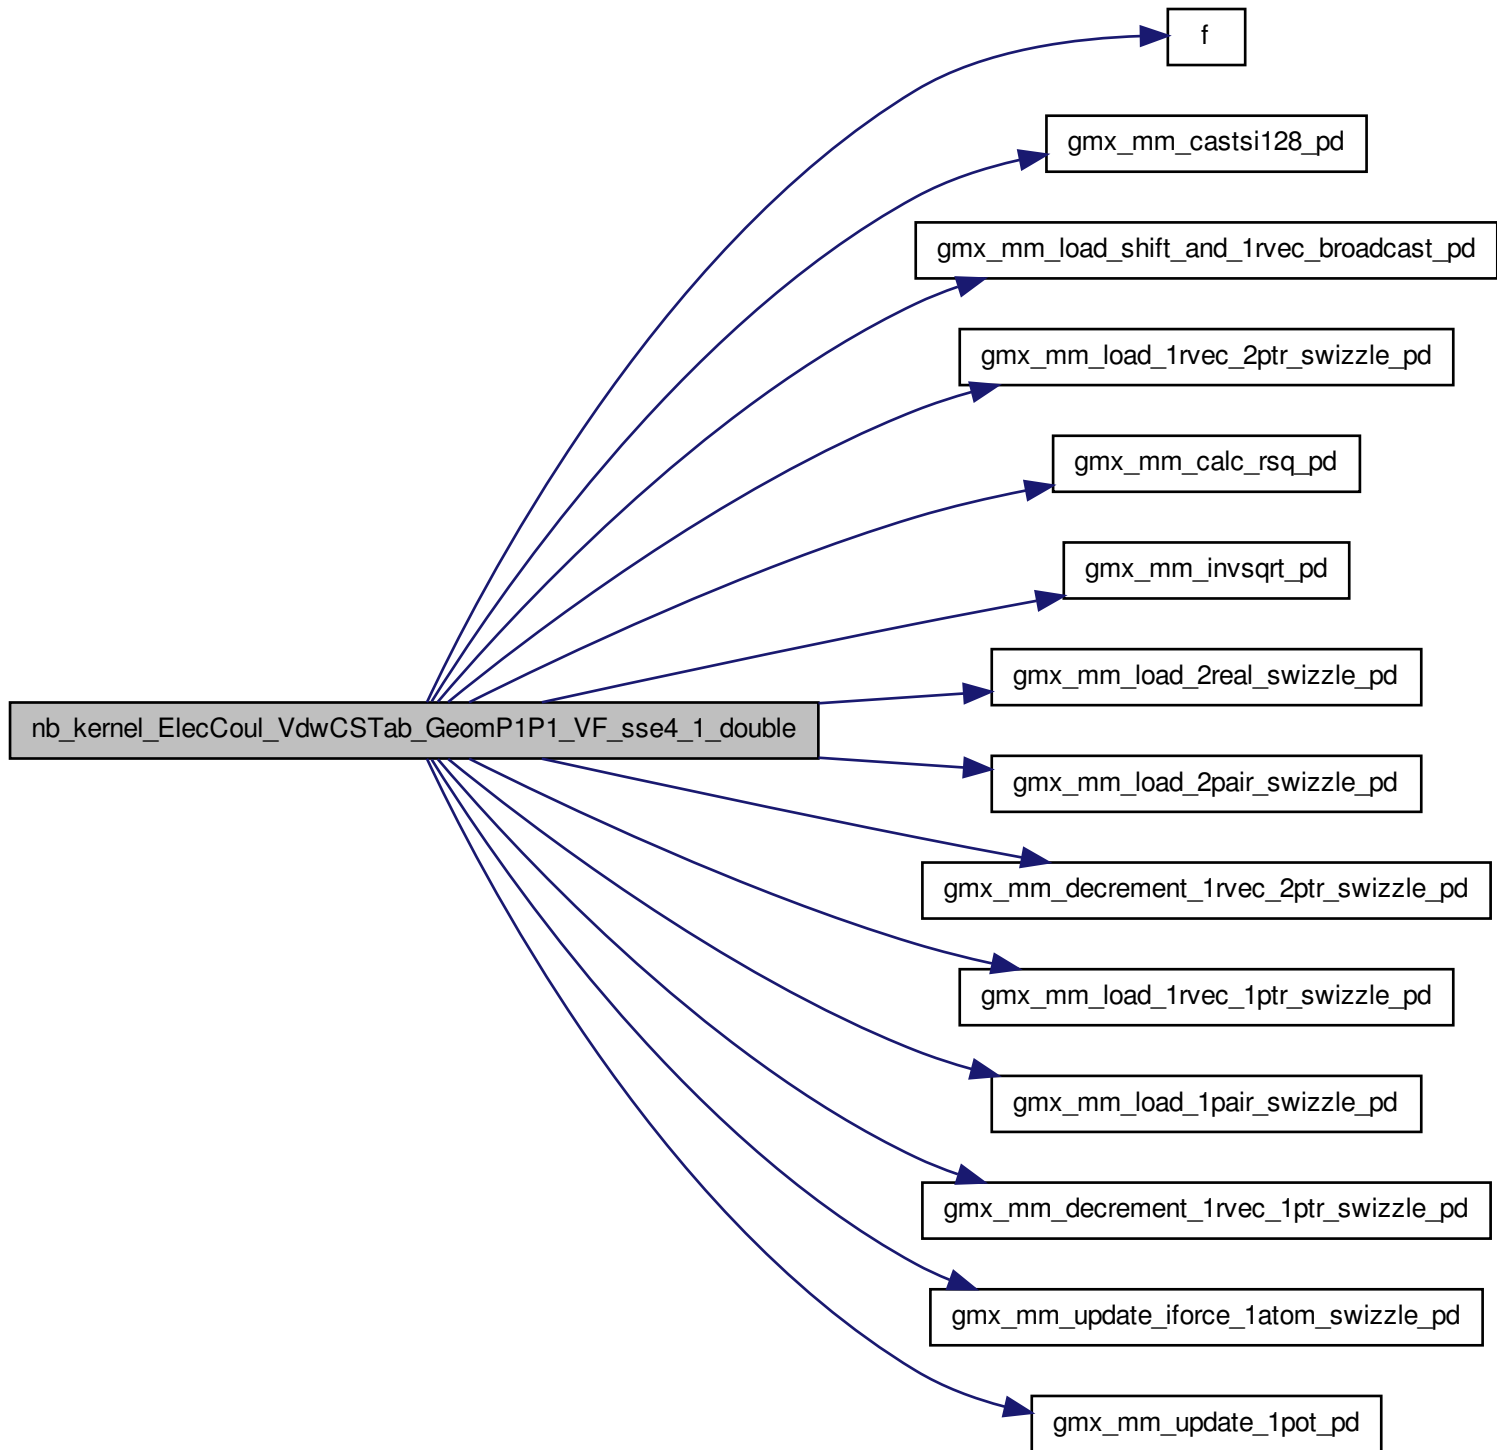 f
gmx_mm_castsi128_pd
gmx_mm_load_shift_and_1rvec_broadcast_pd
gmx_mm_load_1rvec_2ptr_swizzle_pd
gmx_mm_calc_rsq_pd
gmx_mm_invsqrt_pd
gmx_mm_load_2real_swizzle_pd
nb_kernel_ElecCoul_VdwCSTab_GeomP1P1_VF_sse4_1_double
gmx_mm_load_2pair_swizzle_pd
gmx_mm_decrement_1rvec_2ptr_swizzle_pd
gmx_mm_load_1rvec_1ptr_swizzle_pd
gmx_mm_load_1pair_swizzle_pd
gmx_mm_decrement_1rvec_1ptr_swizzle_pd
gmx_mm_update_iforce_1atom_swizzle_pd
gmx_mm_update_1pot_pd